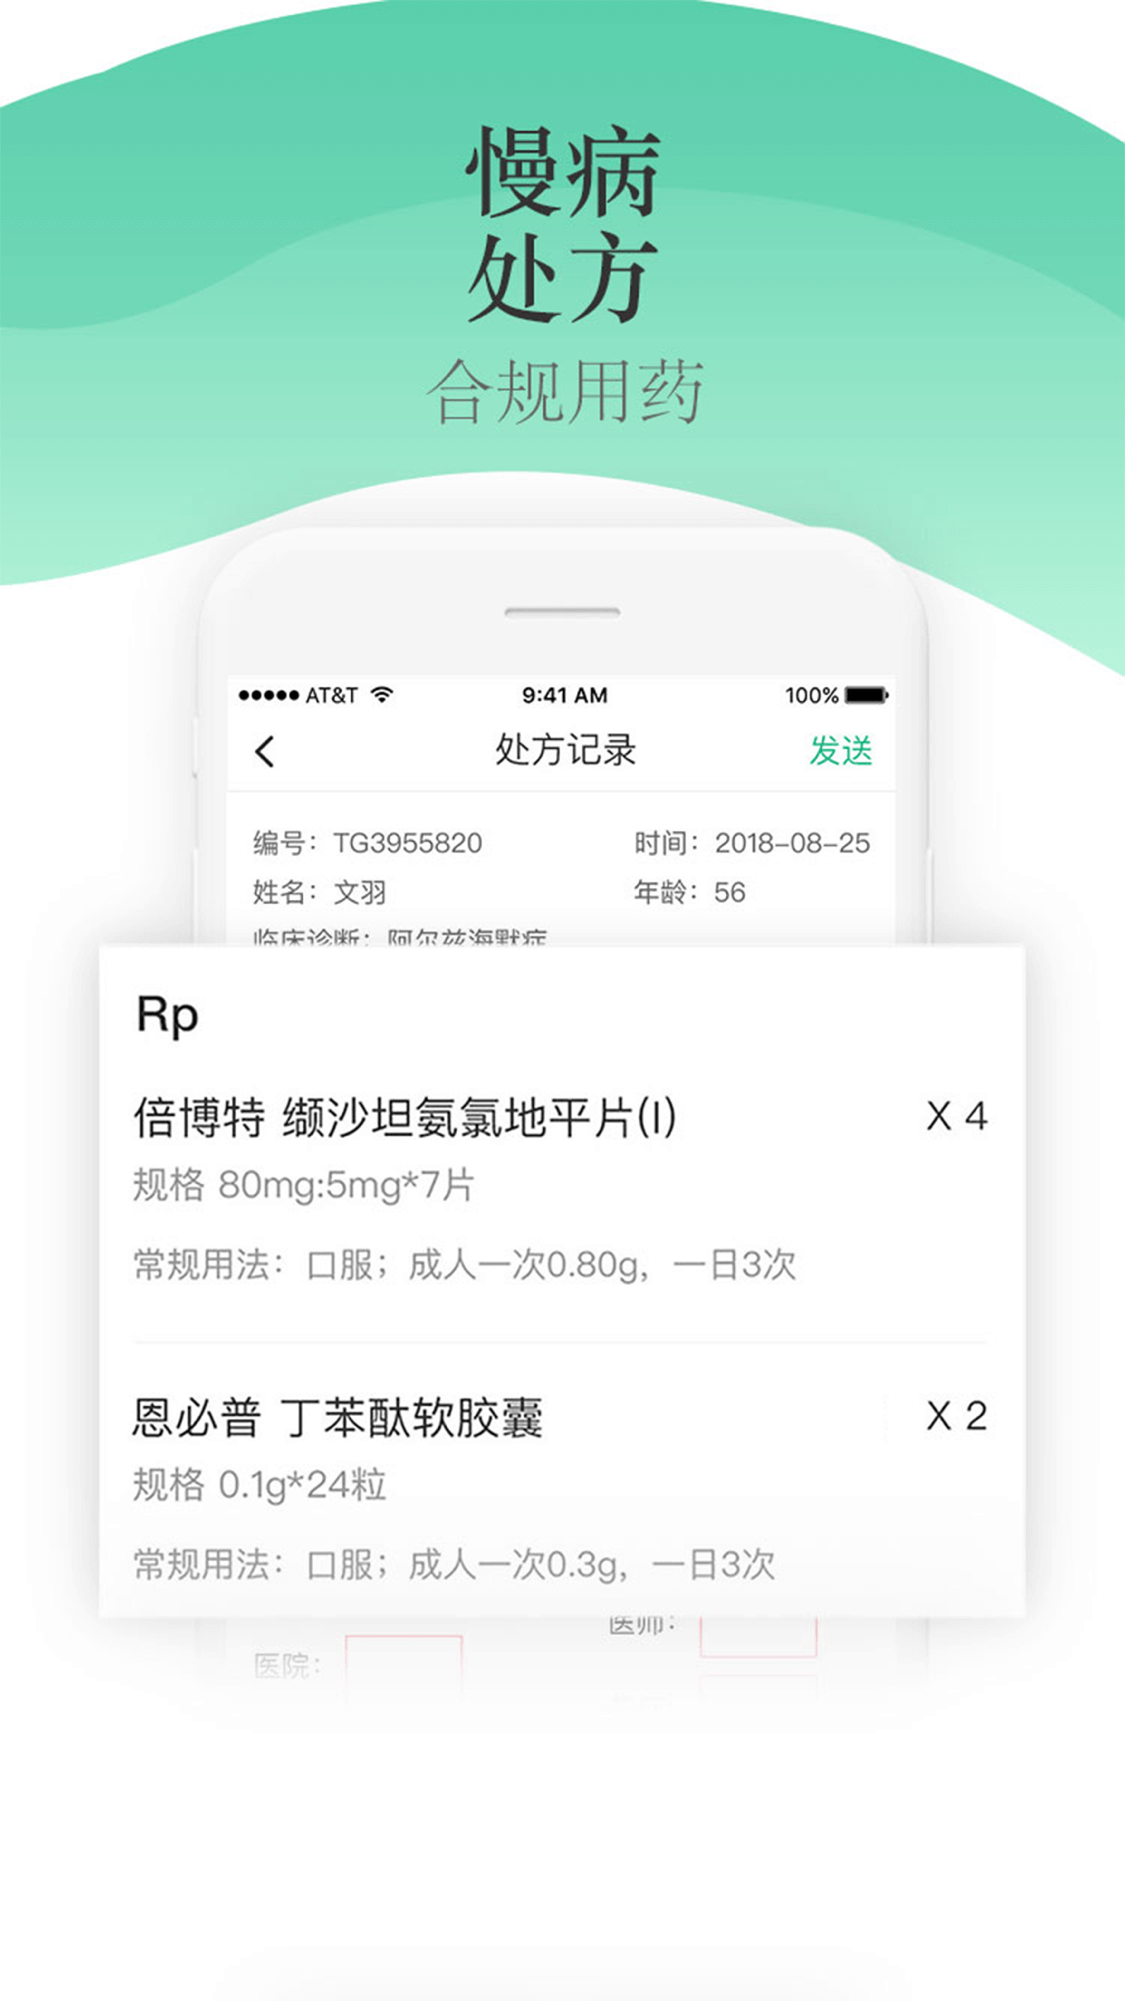 慢病
处方
合规用药
AT&T 9:41 AM 100%
处方记录 发送
编号：TG3955820 时间：2018-08-25
姓名：文羽 年龄：56
临床诊断：阿尔兹海默症
Rp
倍博特 缬沙坦氨氯地平片(I) X 4
规格 80mg:5mg*7片
常规用法：口服；成人一次0.80g，一日3次
恩必普 丁苯酞软胶囊 X 2
规格 0.1g*24粒
常规用法：口服；成人一次0.3g，一日3次
医师：
医院：